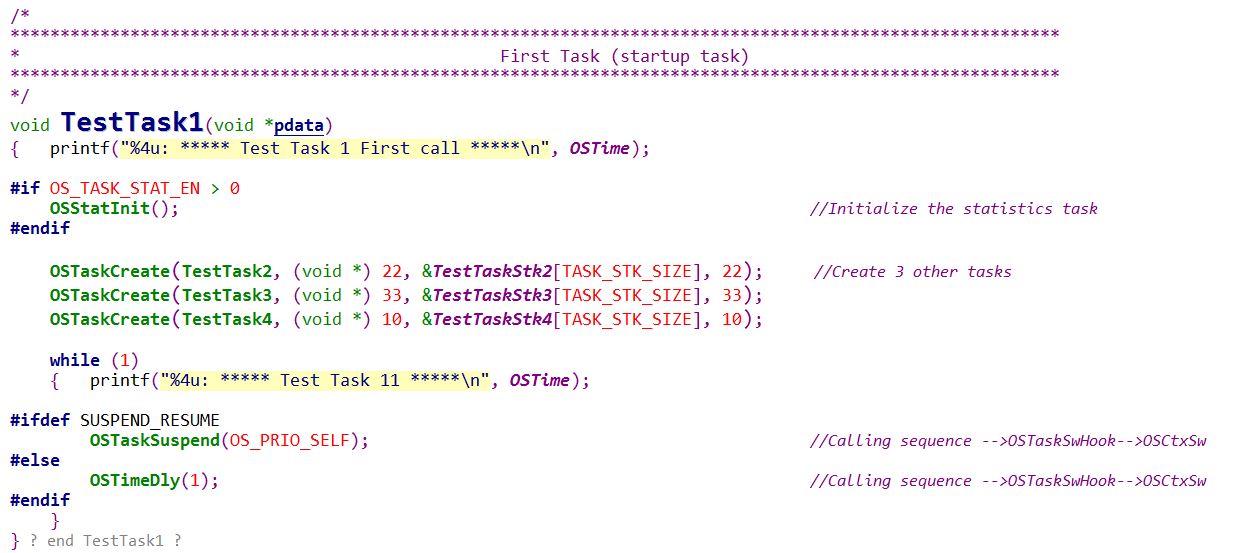 /*
*********************************************************************************************************
*                                                First Task (startup task)
*********************************************************************************************************
*/
void TestTask1(void *pdata)
{   printf("%4u: ***** Test Task 1 First call *****\n", OSTime);
#if OS_TASK_STAT_EN > 0
    OSStatInit();                                                               //Initialize the statistics task
#endif
    OSTaskCreate(TestTask2, (void *) 22, &TestTaskStk2[TASK_STK_SIZE], 22);     //Create 3 other tasks
    OSTaskCreate(TestTask3, (void *) 33, &TestTaskStk3[TASK_STK_SIZE], 33);
    OSTaskCreate(TestTask4, (void *) 10, &TestTaskStk4[TASK_STK_SIZE], 10);
    while (1)
    {   printf("%4u: ***** Test Task 11 *****\n", OSTime);
#ifdef SUSPEND_RESUME
        OSTaskSuspend(OS_PRIO_SELF);                                            //Calling sequence -->OSTaskSwHook-->OSCtxSw
#else
        OSTimeDly(1);                                                           //Calling sequence -->OSTaskSwHook-->OSCtxSw
#endif
    }
} ? end TestTask1 ?